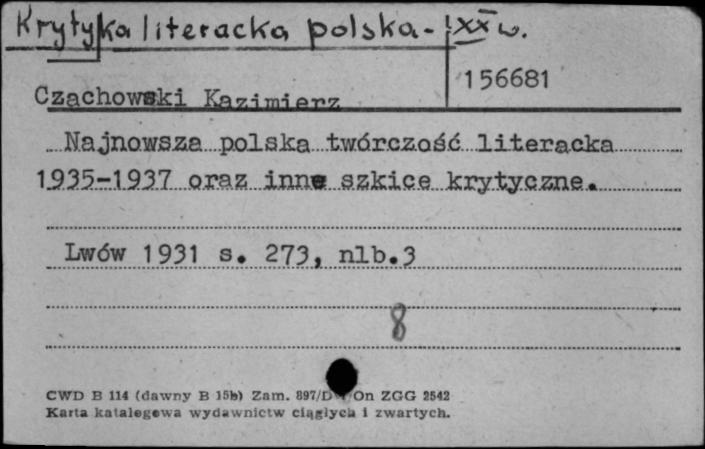 Krytyka literacka polska - XX w.
156681
Czachowski Kazimierz
Najnowsza polska twórczość literacka
1935-1937 oraz inne szkice krytyczne.
Lwów 1931 s. 273, nlb.3
8
CWD B 114 (dawny B 15b) Zam. 897/D On ZGG 2542
Karta katalogowa wydawnictw ciągłych i zwartych.